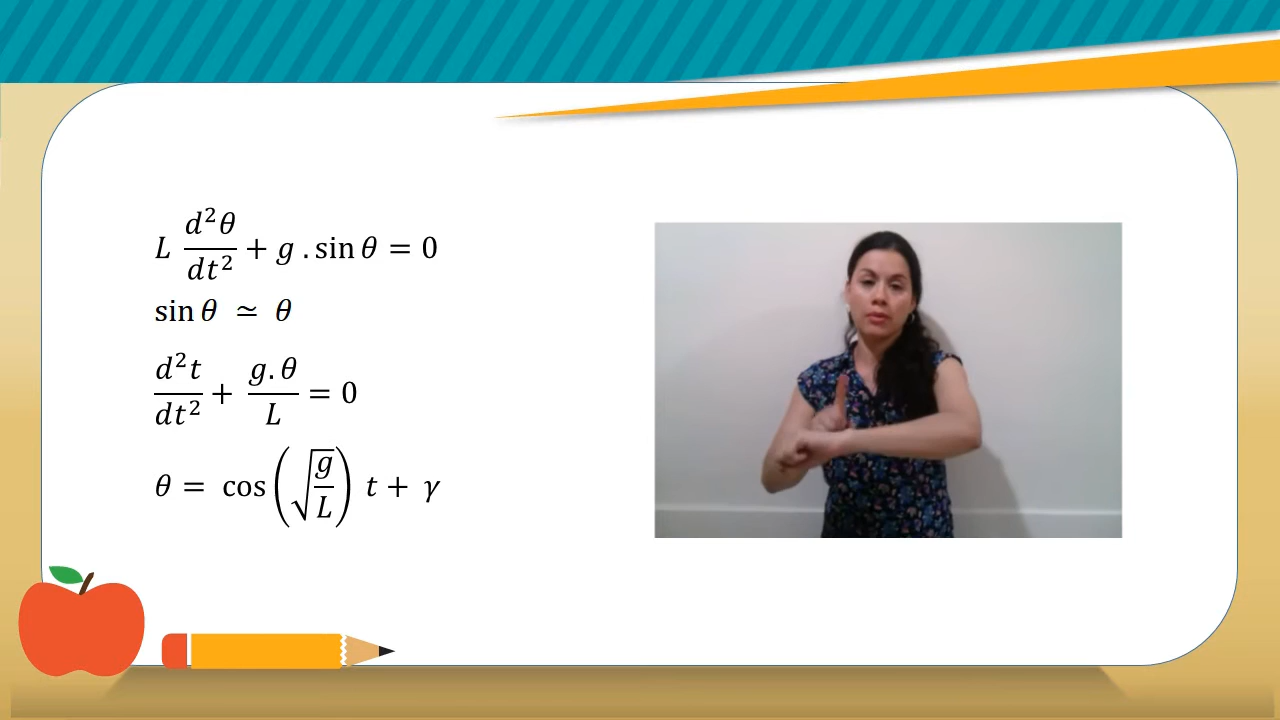 L d²θ/dt² + g . sin θ = 0
sin θ ≃ θ
d²t/dt² + g. θ/L = 0
θ = cos (√(g/L)) t + γ